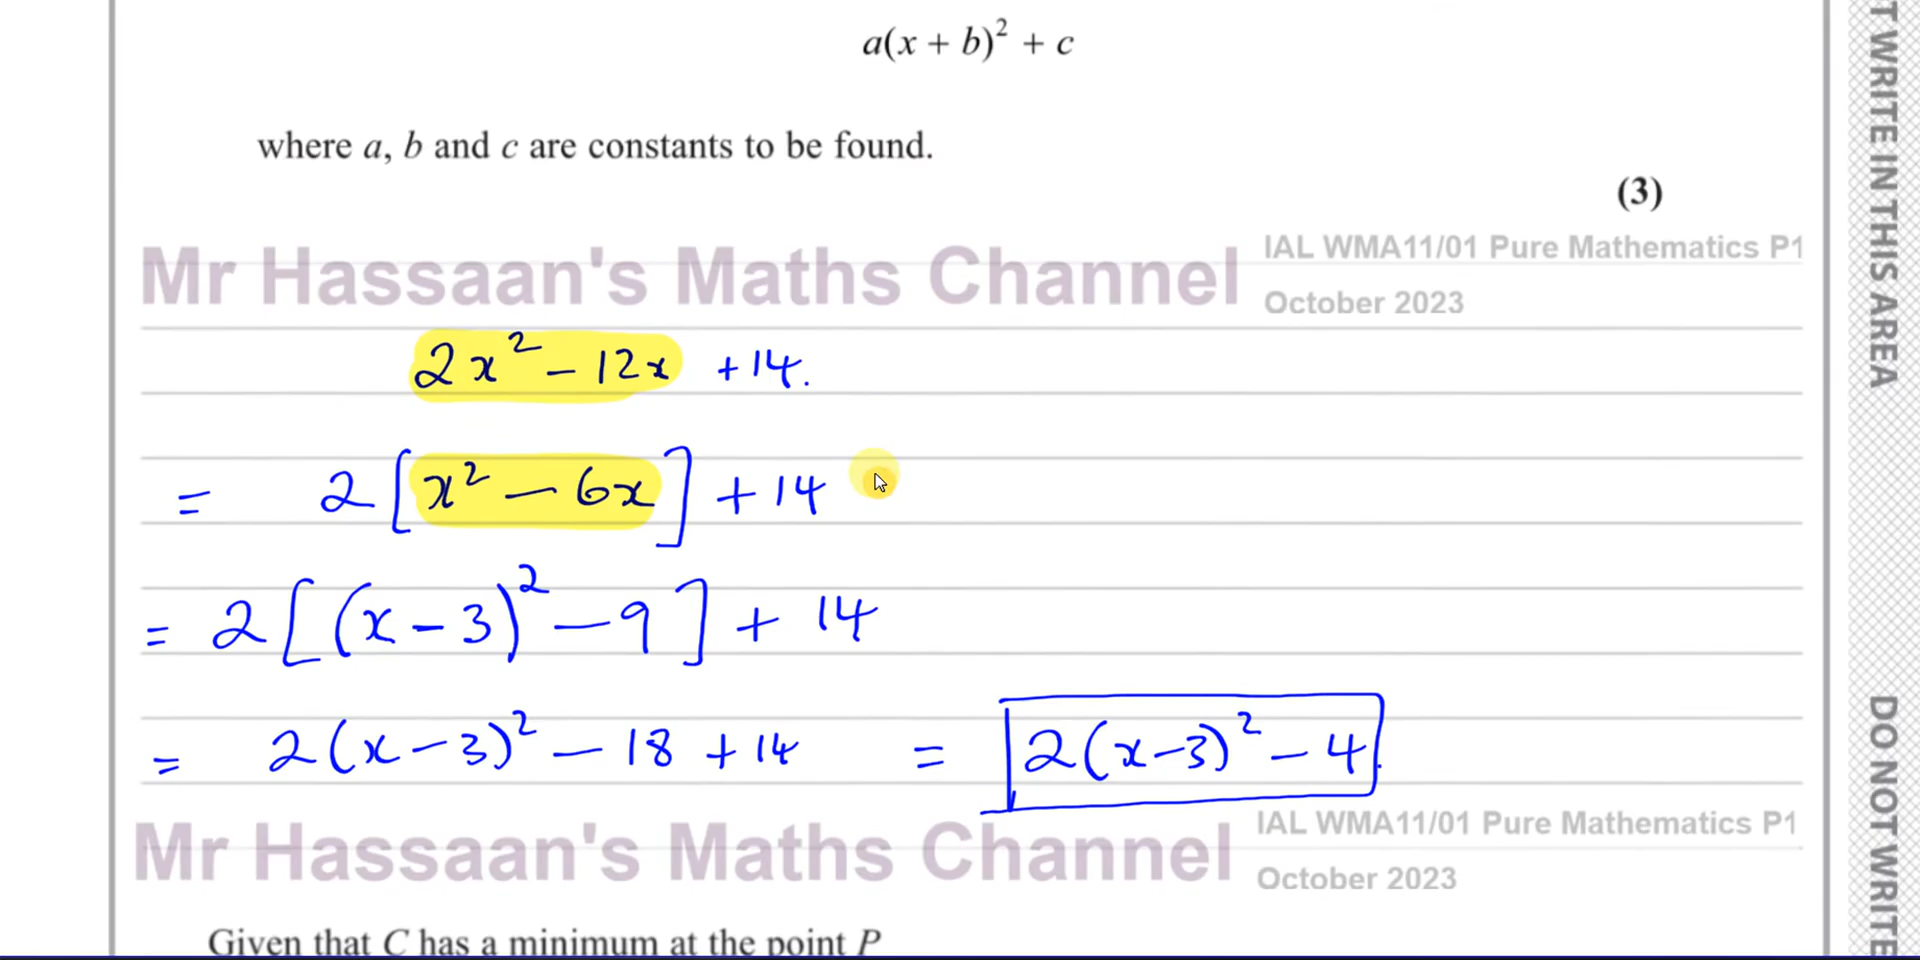 a(x + b)² + c
where a, b and c are constants to be found.
(3)
Mr Hassaan's Maths Channel
IAL WMA11/01 Pure Mathematics P1
October 2023
2x² - 12x + 14.
= 2[x² - 6x] + 14
= 2[(x - 3)² - 9] + 14
= 2(x - 3)² - 18 + 14 = 2(x - 3)² - 4
Mr Hassaan's Maths Channel
IAL WMA11/01 Pure Mathematics P1
October 2023
Given that C has a minimum at the point P
T WRITE IN THIS AREA
DO NOT WRITE